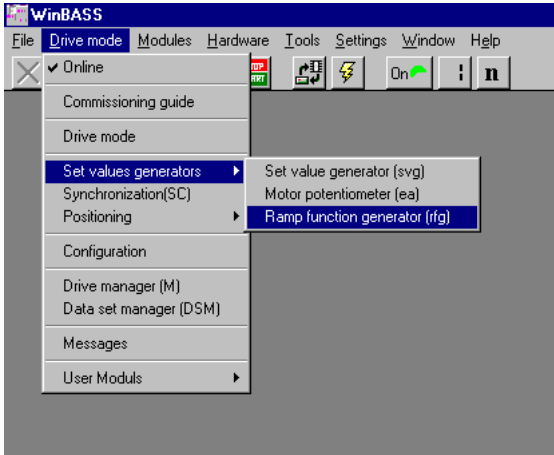 WinBASS
File Drive mode Modules Hardware Tools Settings Window Help
On n
Online
Commissioning guide
Drive mode
Set values generators
Set value generator (svg)
Synchronization(SC)
Motor potentiometer (ea)
Positioning
Ramp function generator (rfg)
Configuration
Drive manager (M)
Data set manager (DSM)
Messages
User Moduls